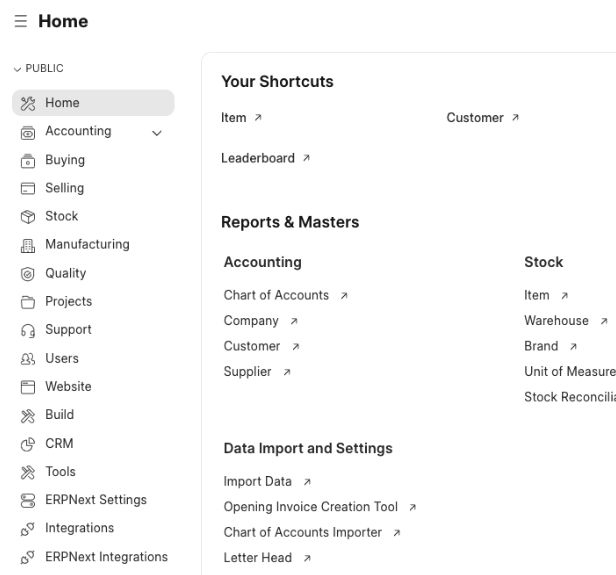 Home
PUBLIC
Home
Accounting
Buying
Selling
Stock
Manufacturing
Quality
Projects
Support
Users
Website
Build
CRM
Tools
ERPNext Settings
Integrations
ERPNext Integrations
Your Shortcuts
Item
Customer
Leaderboard
Reports & Masters
Accounting
Chart of Accounts
Company
Customer
Supplier
Stock
Item
Warehouse
Brand
Unit of Measure
Stock Reconcilia
Data Import and Settings
Import Data
Opening Invoice Creation Tool
Chart of Accounts Importer
Letter Head